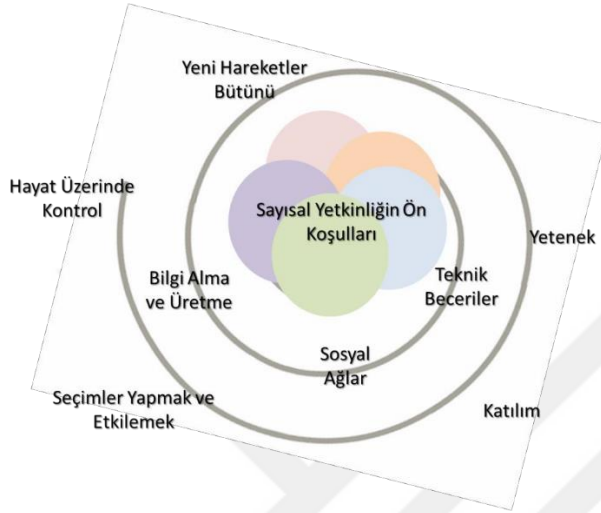 Yeni Hareketler
Bütünü
Hayat Üzerinde
Kontrol
Sayısal Yetkinliğin Ön
Koşulları
Yetenek
Bilgi Alma
ve Üretme
Teknik
Beceriler
Sosyal
Ağlar
Seçimler Yapmak ve
Etkilemek
Katılım